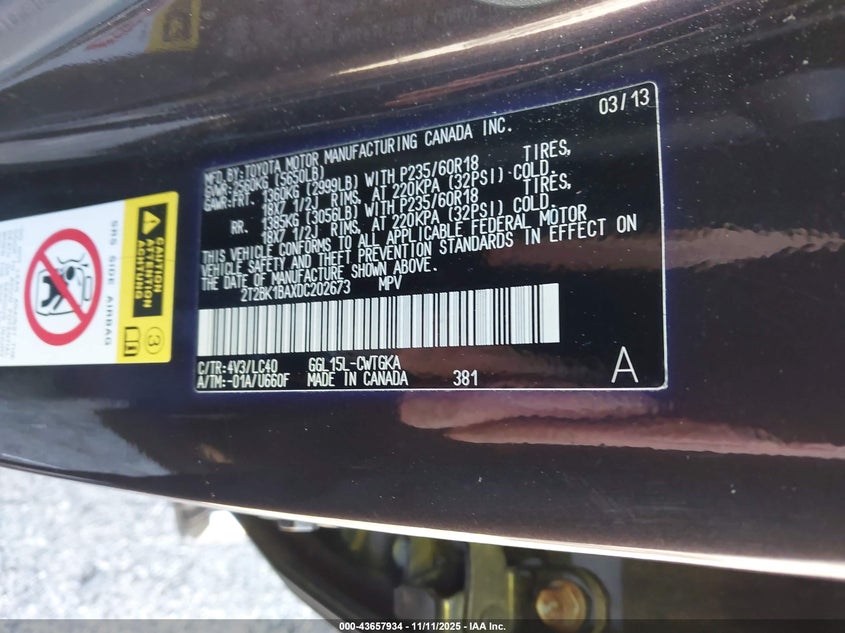 03/13
MFD.BY:TOYOTA MOTOR MANUFACTURING CANADA INC.
GVWR:2560KG (5650LB)
GAWR:FRT. 1360KG (2999LB) WITH P235/60R18 TIRES,
18X7 1/2J RIMS, AT 220KPA (32PSI) COLD.
RR. 1385KG (3056LB) WITH P235/60R18 TIRES,
18X7 1/2J RIMS, AT 220KPA (32PSI) COLD.
THIS VEHICLE CONFORMS TO ALL APPLICABLE FEDERAL MOTOR
VEHICLE SAFETY AND THEFT PREVENTION STANDARDS IN EFFECT ON
THE DATE OF MANUFACTURE SHOWN ABOVE.
2T2BK1BAXDC202673 MPV
C/TR:4V3/LC40 GGL15L-CWTGKA
A/TM:-01A/U660F MADE IN CANADA 381 A
CAUTION
ATTENTION
ACHTUNG
3
SRS SIDE AIRBAG
000-43657934 - 11/11/2025 - IAA Inc.